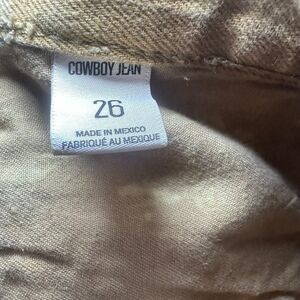 COWBOY JEAN
26
MADE IN MEXICO
FABRIQUÉ AU MEXIQUE